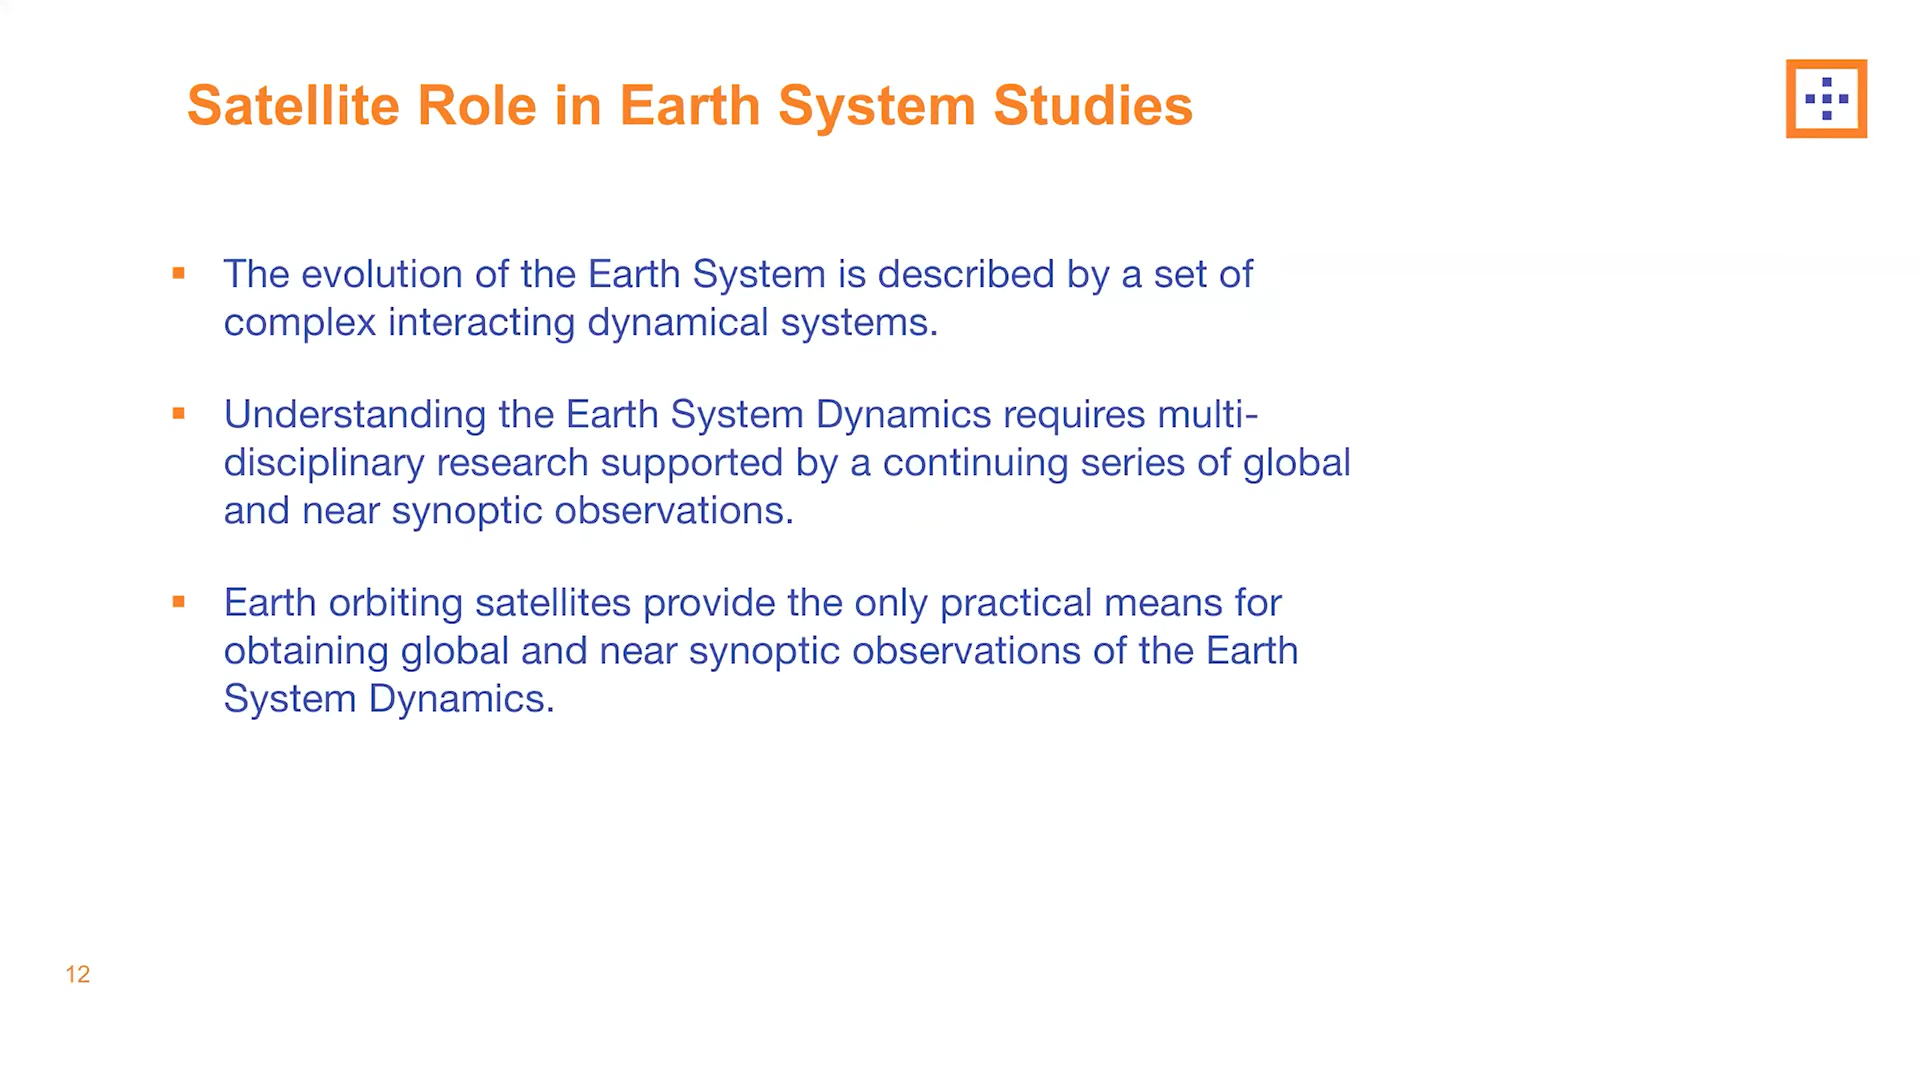 Satellite Role in Earth System Studies
▪ The evolution of the Earth System is described by a set of
complex interacting dynamical systems.
▪ Understanding the Earth System Dynamics requires multi-
disciplinary research supported by a continuing series of global
and near synoptic observations.
▪ Earth orbiting satellites provide the only practical means for
obtaining global and near synoptic observations of the Earth
System Dynamics.
12